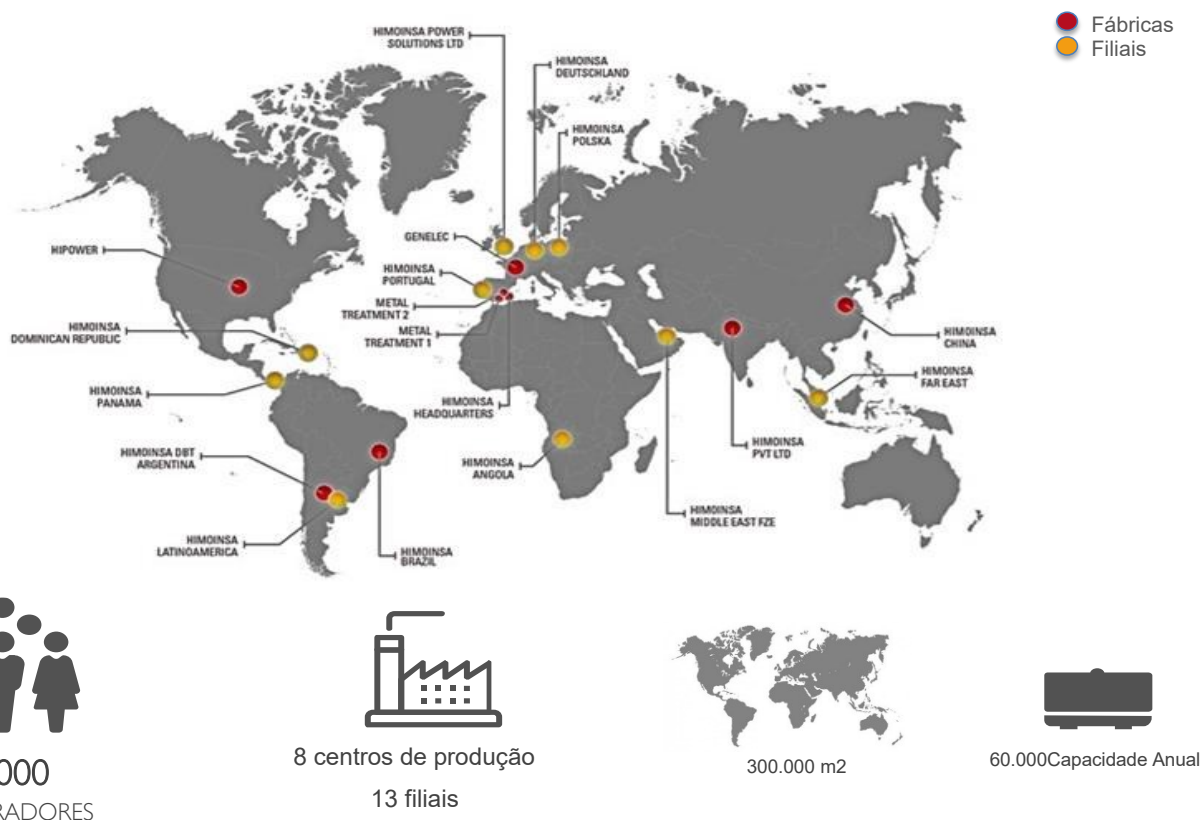 Fábricas
Filiais
HIMOINSA POWER
SOLUTIONS LTD
HIMOINSA
DEUTSCHLAND
HIMOINSA
POLSKA
GENELEC
HIPOWER
HIMOINSA
PORTUGAL
METAL
TREATMENT 2
METAL
TREATMENT 1
HIMOINSA
DOMINICAN REPUBLIC
HIMOINSA
CHINA
HIMOINSA
FAR EAST
HIMOINSA
PANAMA
HIMOINSA
HEADQUARTERS
HIMOINSA
PVT LTD
HIMOINSA DBT
ARGENTINA
HIMOINSA
ANGOLA
HIMOINSA
MIDDLE EAST FZE
HIMOINSA
LATINOAMERICA
HIMOINSA
BRAZIL
8 centros de produção
13 filiais
300.000 m2
60.000Capacidade Anual
000
RADORES